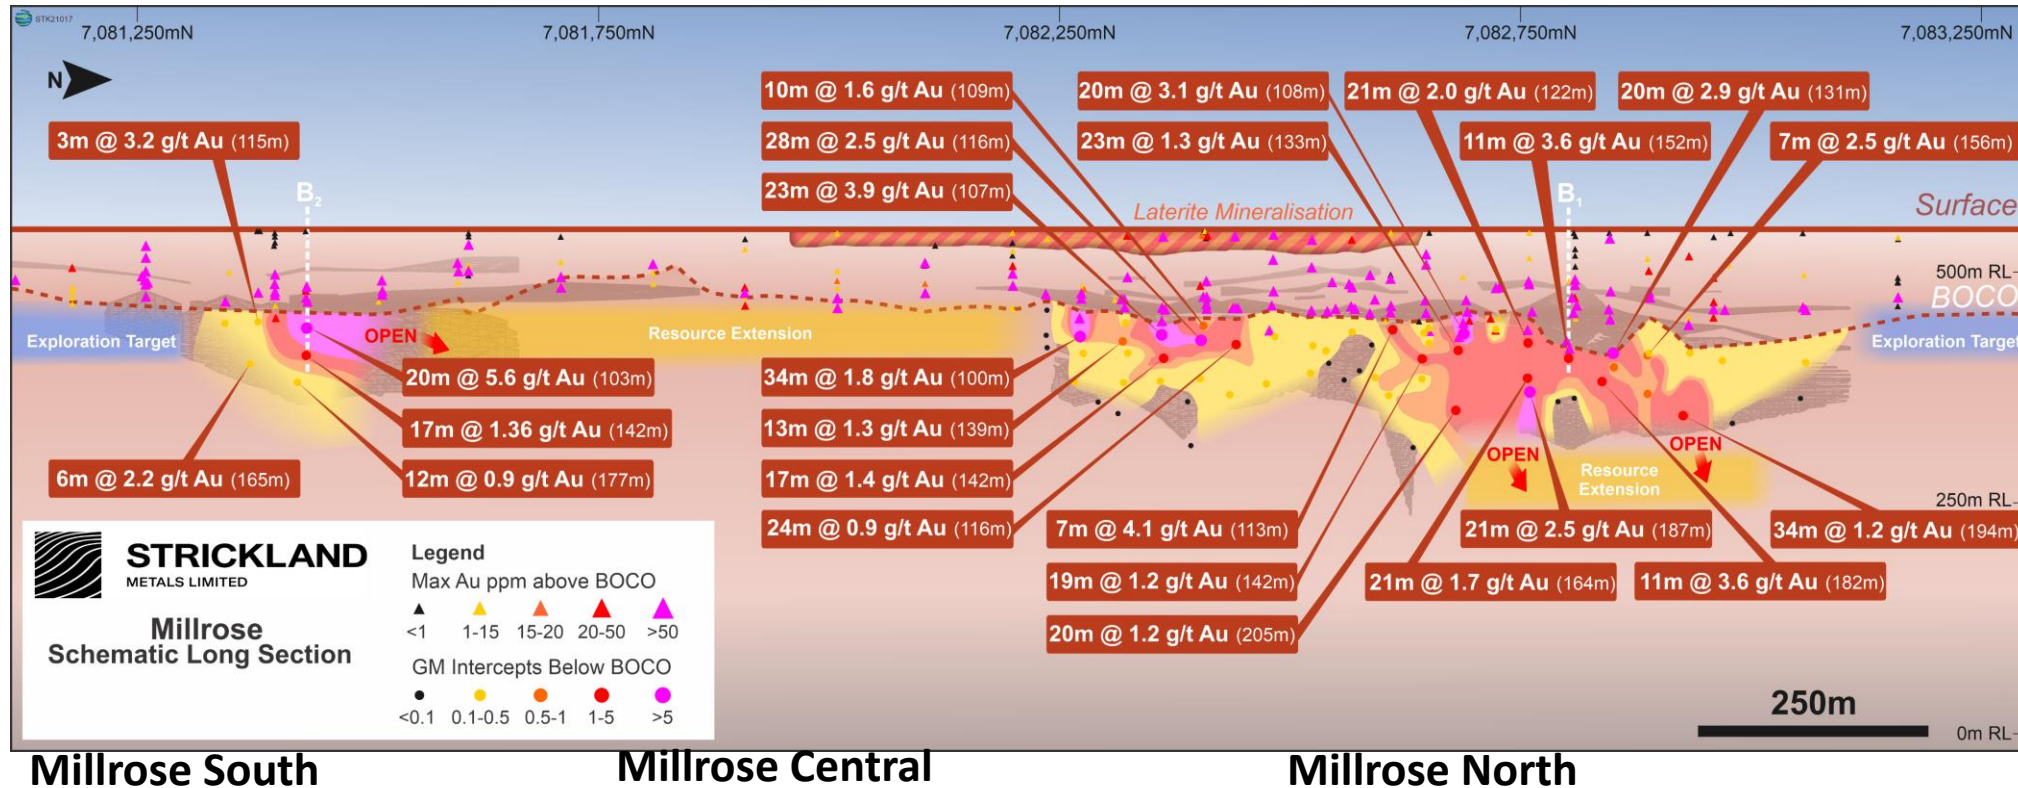 STK21017
7,081,250mN
7,081,750mN
7,082,250mN
7,082,750mN
7,083,250mN
N
10m @ 1.6 g/t Au (109m)
20m @ 3.1 g/t Au (108m)
21m @ 2.0 g/t Au (122m)
20m @ 2.9 g/t Au (131m)
3m @ 3.2 g/t Au (115m)
28m @ 2.5 g/t Au (116m)
23m @ 1.3 g/t Au (133m)
11m @ 3.6 g/t Au (152m)
7m @ 2.5 g/t Au (156m)
23m @ 3.9 g/t Au (107m)
B2
B1
Laterite Mineralisation
Surface
500m RL
BOCO
Exploration Target
OPEN
Resource Extension
Exploration Target
20m @ 5.6 g/t Au (103m)
34m @ 1.8 g/t Au (100m)
17m @ 1.36 g/t Au (142m)
13m @ 1.3 g/t Au (139m)
OPEN
OPEN
6m @ 2.2 g/t Au (165m)
12m @ 0.9 g/t Au (177m)
17m @ 1.4 g/t Au (142m)
Resource
Extension
250m RL
24m @ 0.9 g/t Au (116m)
7m @ 4.1 g/t Au (113m)
21m @ 2.5 g/t Au (187m)
34m @ 1.2 g/t Au (194m)
19m @ 1.2 g/t Au (142m)
21m @ 1.7 g/t Au (164m)
11m @ 3.6 g/t Au (182m)
20m @ 1.2 g/t Au (205m)
STRICKLAND
METALS LIMITED
Millrose
Schematic Long Section
Legend
Max Au ppm above BOCO
<1 1-15 15-20 20-50 >50
GM Intercepts Below BOCO
<0.1 0.1-0.5 0.5-1 1-5 >5
250m
0m RL
Millrose South
Millrose Central
Millrose North